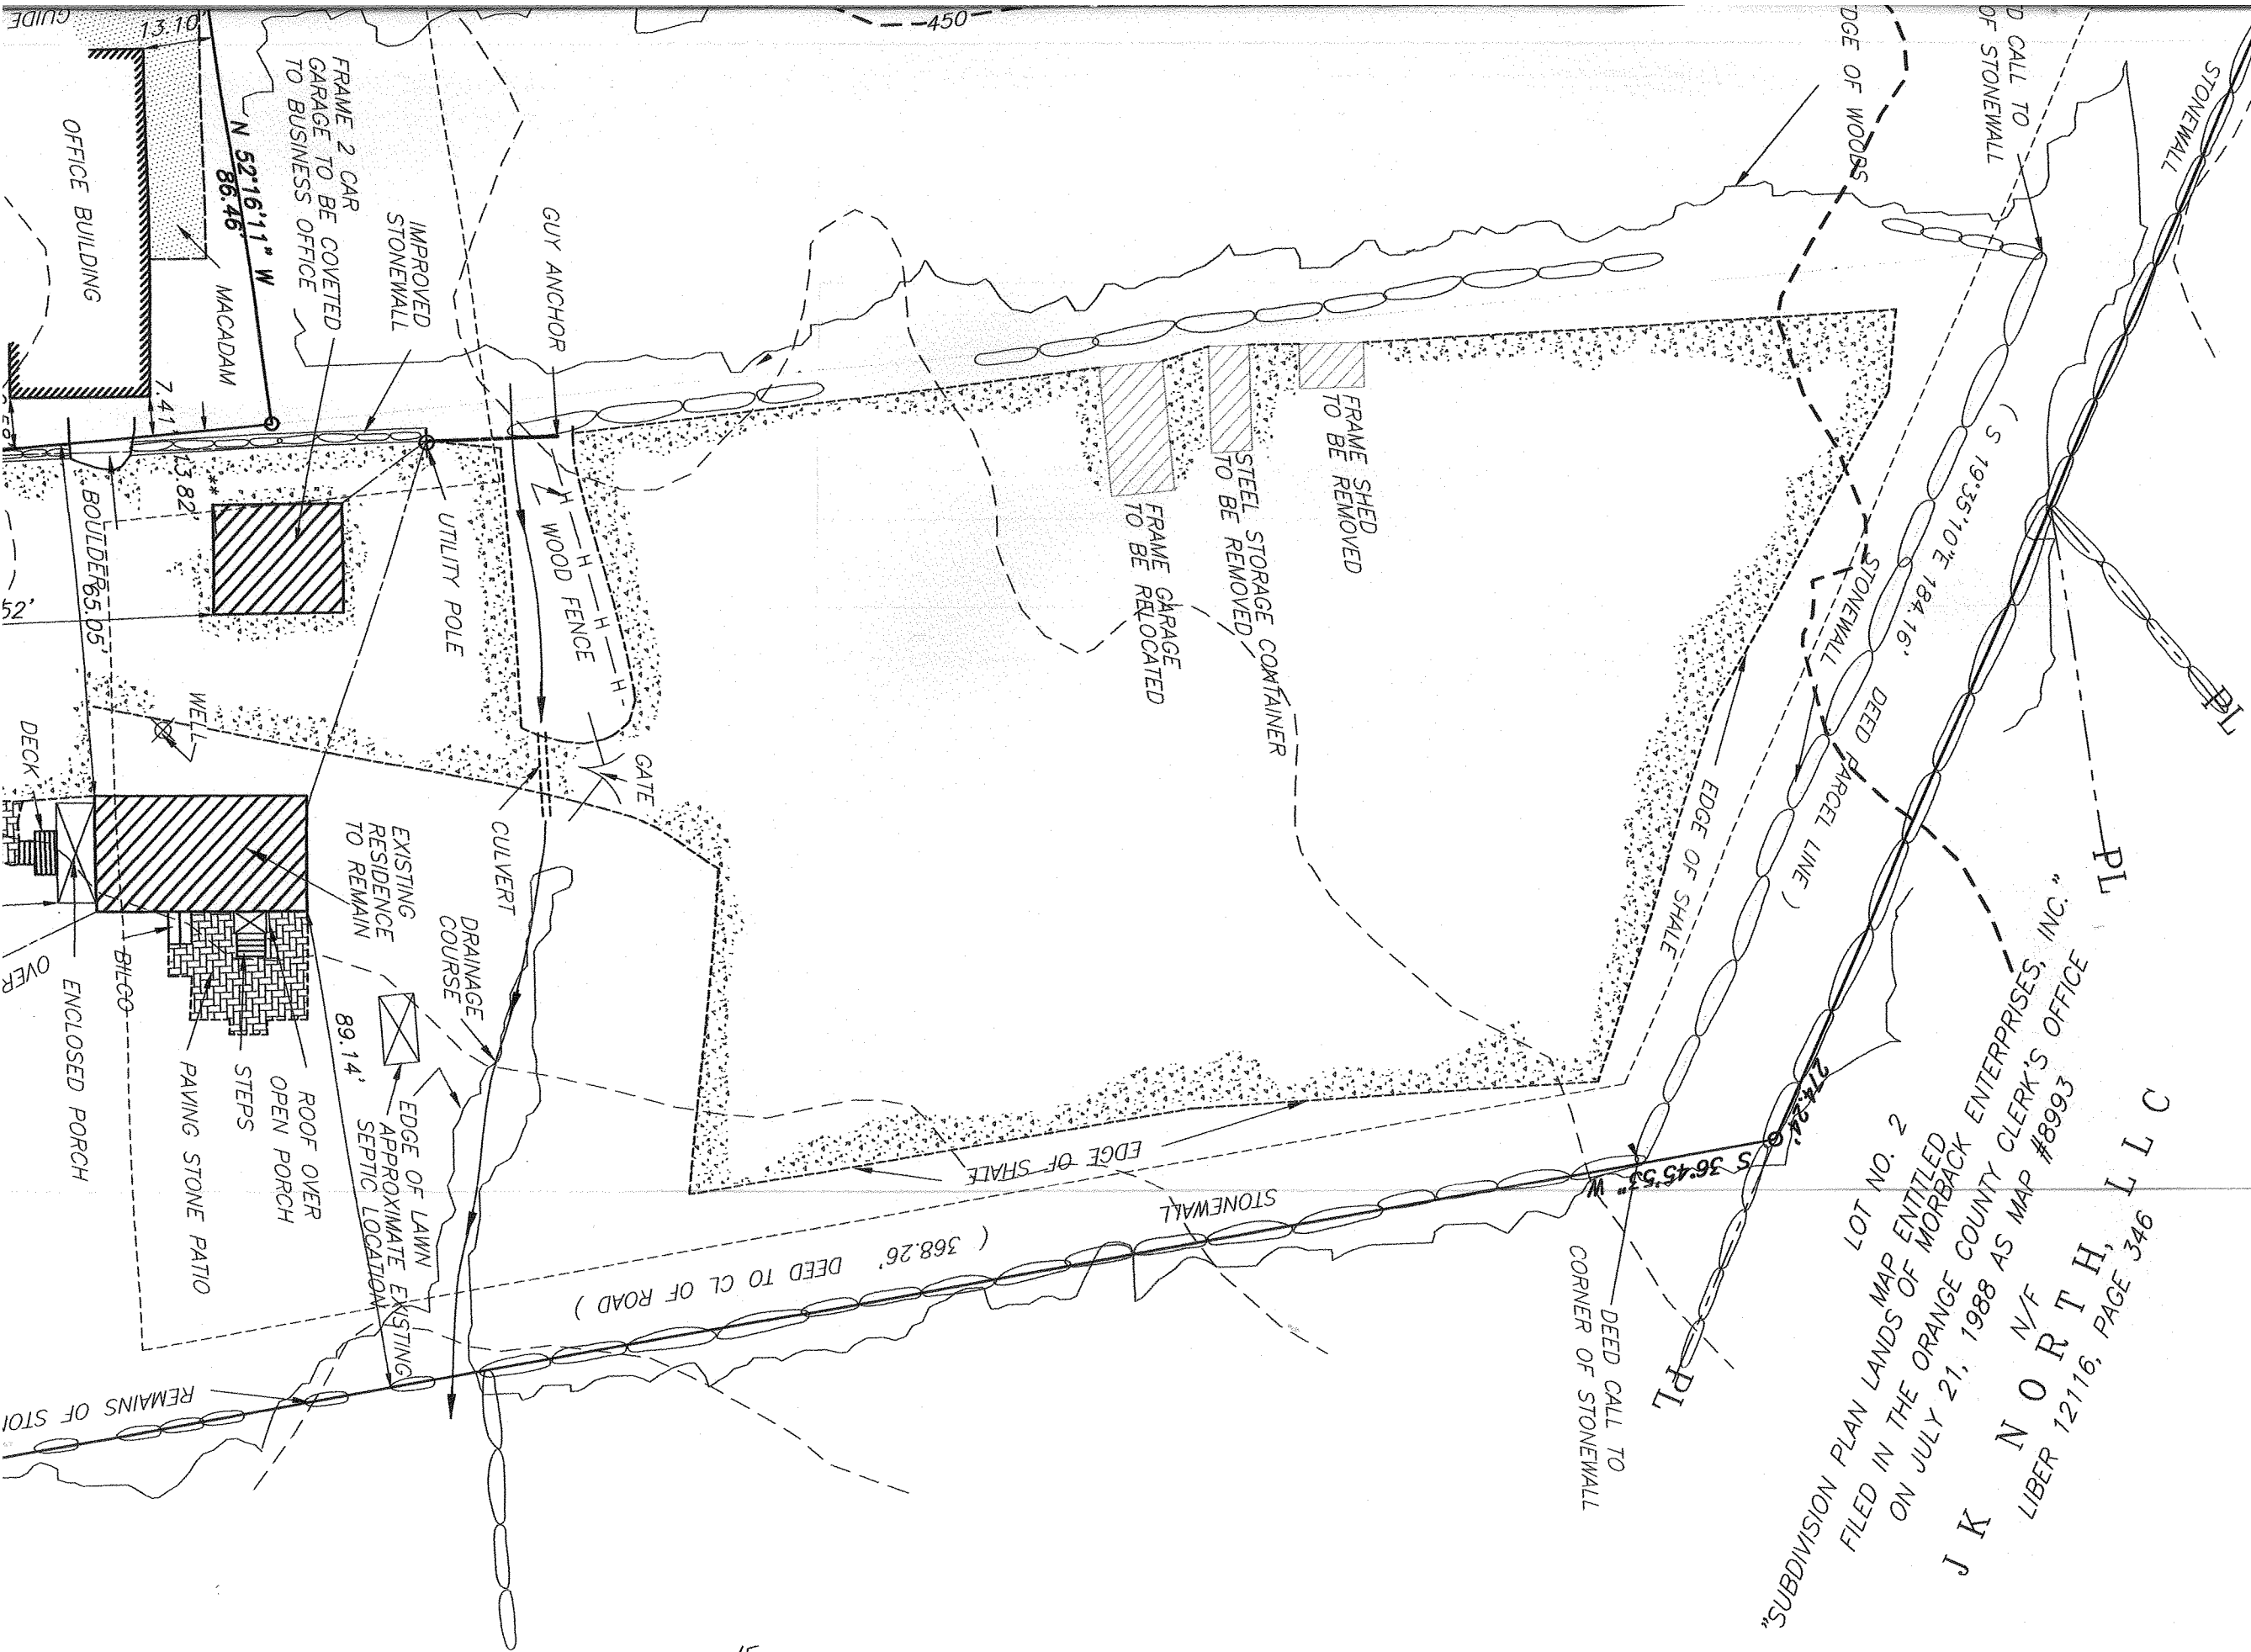 GUIDE
13.10'
450
FRAME 2 CAR
GARAGE TO BE COVETED
TO BUSINESS OFFICE
OFFICE BUILDING
N 52°16'11" W
86.46'
MACADAM
IMPROVED
STONEWALL
GUY ANCHOR
7.41'
13.82'
**
BOULDER
65.05'
52'
UTILITY POLE
H H H H
WOOD FENCE
GATE
WELL
DECK
CULVERT
EXISTING
RESIDENCE
TO REMAIN
DRAINAGE
COURSE
OVER
ENCLOSED PORCH
BILCO
PAVING STONE PATIO
STEPS
ROOF OVER
OPEN PORCH
89.14'
EDGE OF LAWN
APPROXIMATE EXISTING
SEPTIC LOCATION
REMAINS OF STO
FRAME SHED
TO BE REMOVED
STEEL STORAGE CONTAINER
TO BE REMOVED
FRAME GARAGE
TO BE RELOCATED
DGE OF WOODS
D CALL TO
OF STONEWALL
STONEWALL
( S 19°35'10"E 184.16'
DEED PARCEL LINE )
STONEWALL
EDGE OF SHALE
EDGE OF SHALE
STONEWALL
( 368.26' DEED TO CL OF ROAD )
S 36°45'53" W
274.24'
DEED CALL TO
CORNER OF STONEWALL
PL
PL
PL
LOT NO. 2
MAP ENTITLED
"SUBDIVISION PLAN LANDS OF MORBACK ENTERPRISES, INC."
FILED IN THE ORANGE COUNTY CLERK'S OFFICE
ON JULY 21, 1988 AS MAP #8993
N/F
J K NORTH, LLC
LIBER 12116, PAGE 346